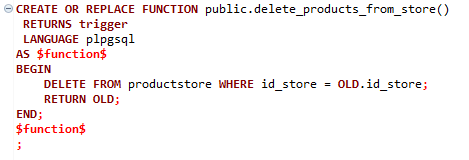 CREATE OR REPLACE FUNCTION public.delete_products_from_store()
 RETURNS trigger
 LANGUAGE plpgsql
AS $function$
BEGIN
    DELETE FROM productstore WHERE id_store = OLD.id_store;
    RETURN OLD;
END;
$function$
;